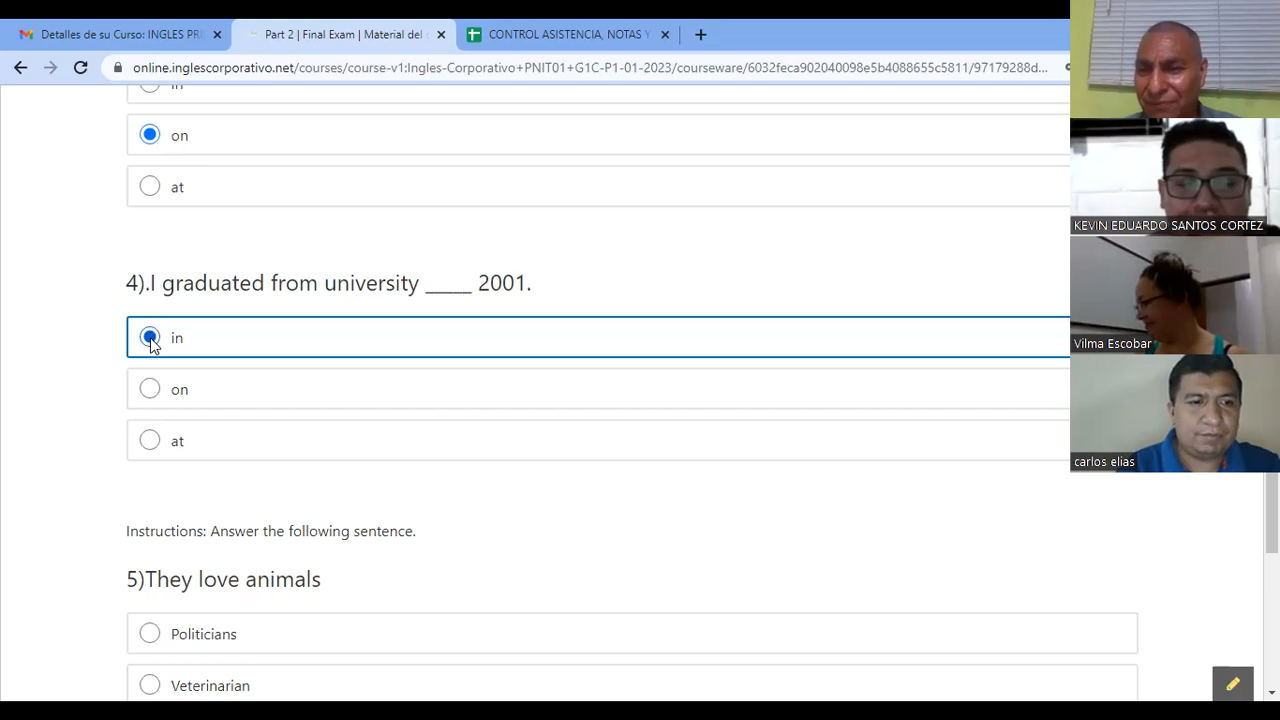 Detalles de su Curso: INGLES PRI
Part 2 | Final Exam | Material del
CONTROL ASISTENCIA, NOTAS Y
online.inglescorporativo.net/courses/course-v1:Ingles-Corporativo+UNIT01+G1C-P1-01-2023/courseware/6032feca902040098e5b4088655c5811/97179288d...
in
on
at
4).I graduated from university _____ 2001.
in
on
at
Instructions: Answer the following sentence.
5)They love animals
Politicians
Veterinarian
KEVIN EDUARDO SANTOS CORTEZ
Vilma Escobar
carlos elias